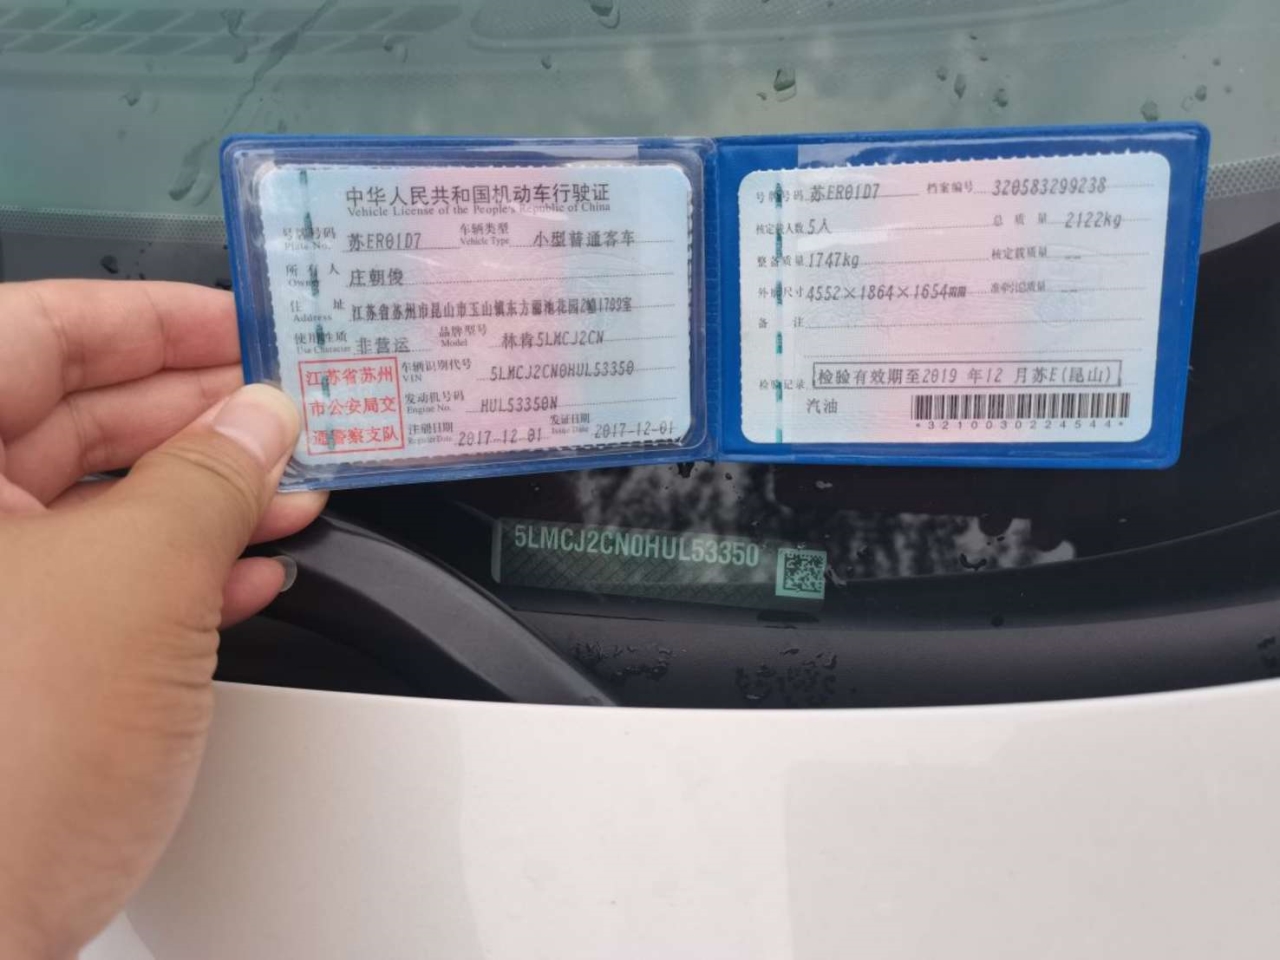 中华人民共和国机动车行驶证
Vehicle License of the People's Republic of China
号牌号码 苏ER01D7 车辆类型 小型普通客车
Plate No. Vehicle Type
所有人 庄朝俊
Owner
住址 江苏省苏州市昆山市玉山镇东方丽池花园2幢1709室
Address
使用性质 非营运 品牌型号 林肯5LMCJ2CN
Use Character Model
江苏省苏州
市公安局交
通警察支队
车辆识别代号 5LMCJ2CN0HUL53350
VIN
发动机号码 HUL53350N
Engine No.
注册日期 2017-12-01 发证日期 2017-12-01
Register Date Issue Date
号牌号码 苏ER01D7 档案编号 320583299238
核定载人数 5人 总质量 2122kg
整备质量 1747kg 核定载质量 --
外廓尺寸 4552×1864×1654mm 准牵引总质量 --
备注
检验记录 检验有效期至2019 年12 月苏E(昆山)
汽油
*3210030224544*
5LMCJ2CN0HUL53350